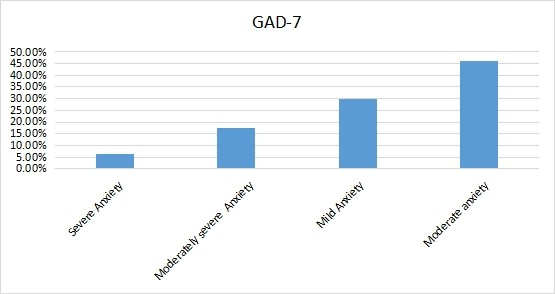 GAD-7
50.00%
45.00%
40.00%
35.00%
30.00%
25.00%
20.00%
15.00%
10.00%
5.00%
0.00%
Severe Anxiety
Moderately severe Anxiety
Mild Anxiety
Moderate anxiety